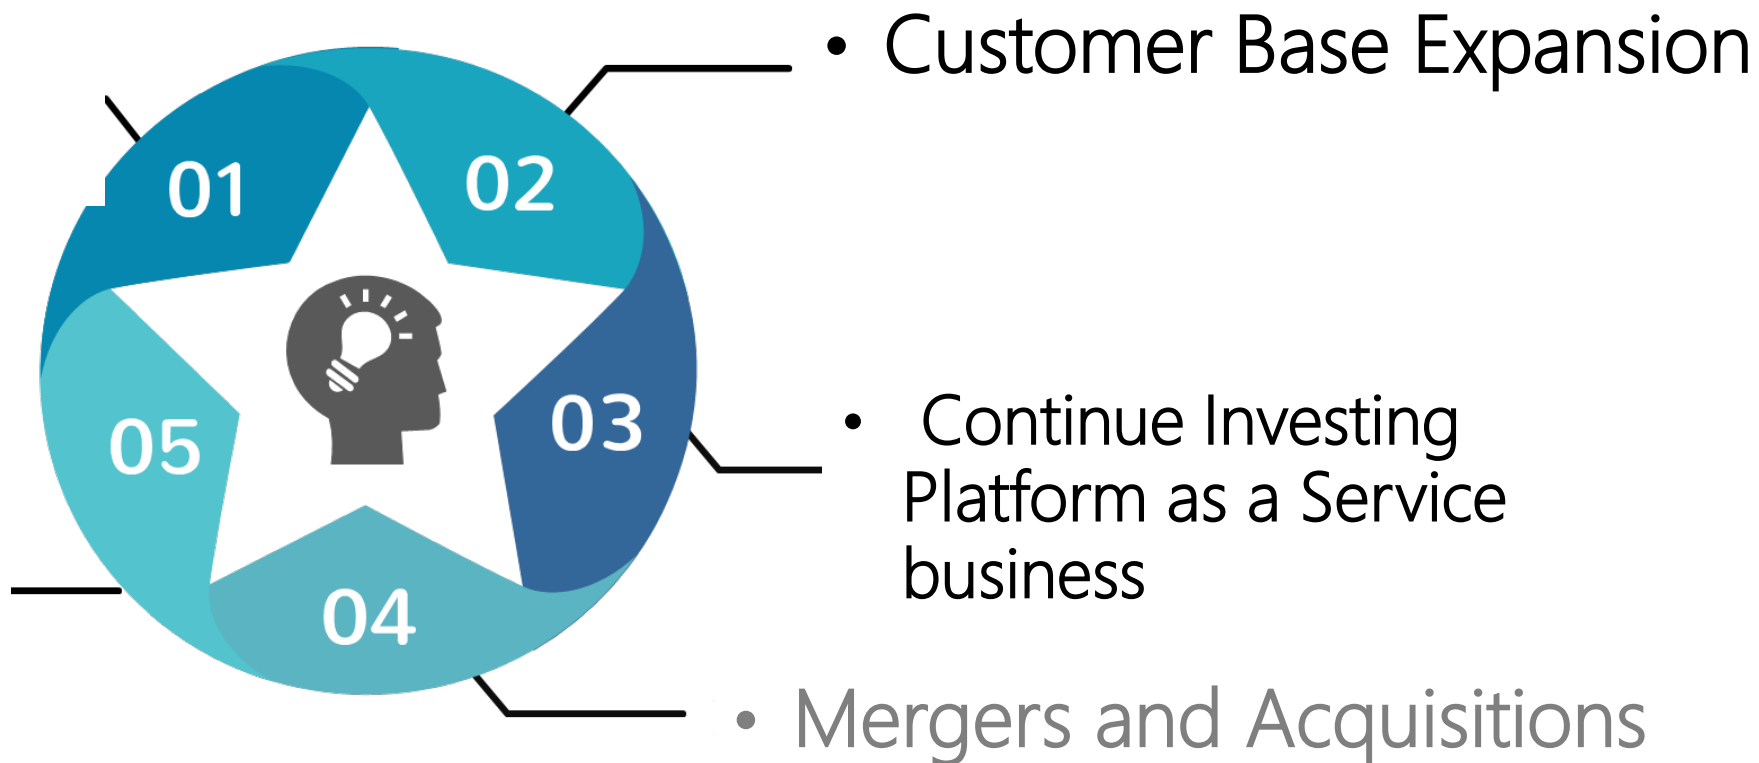 • Customer Base Expansion
01
02
• Continue Investing
Platform as a Service
business
03
05
04
• Mergers and Acquisitions